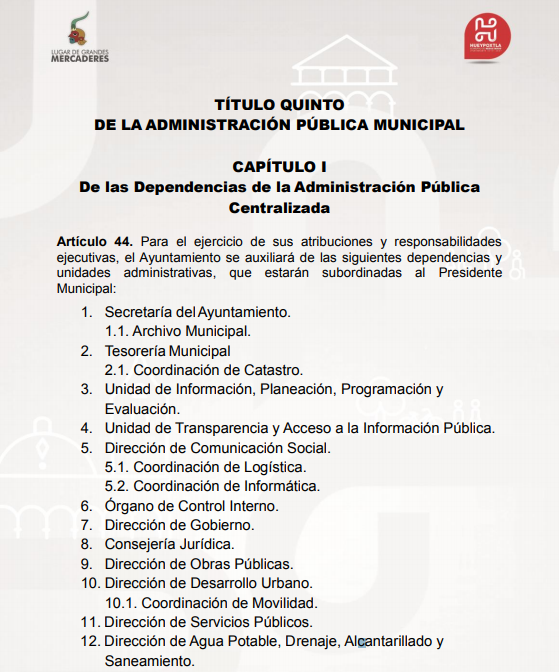 LUGAR DE GRANDES
MERCADERES
HUEYPOXTLA
TÍTULO QUINTO
DE LA ADMINISTRACIÓN PÚBLICA MUNICIPAL
CAPÍTULO I
De las Dependencias de la Administración Pública
Centralizada
Artículo 44. Para el ejercicio de sus atribuciones y responsabilidades
ejecutivas, el Ayuntamiento se auxiliará de las siguientes dependencias y
unidades administrativas, que estarán subordinadas al Presidente
Municipal:
1. Secretaría del Ayuntamiento.
1.1. Archivo Municipal.
2. Tesorería Municipal
2.1. Coordinación de Catastro.
3. Unidad de Información, Planeación, Programación y
Evaluación.
4. Unidad de Transparencia y Acceso a la Información Pública.
5. Dirección de Comunicación Social.
5.1. Coordinación de Logística.
5.2. Coordinación de Informática.
6. Órgano de Control Interno.
7. Dirección de Gobierno.
8. Consejería Jurídica.
9. Dirección de Obras Públicas.
10. Dirección de Desarrollo Urbano.
10.1. Coordinación de Movilidad.
11. Dirección de Servicios Públicos.
12. Dirección de Agua Potable, Drenaje, Alcantarillado y
Saneamiento.